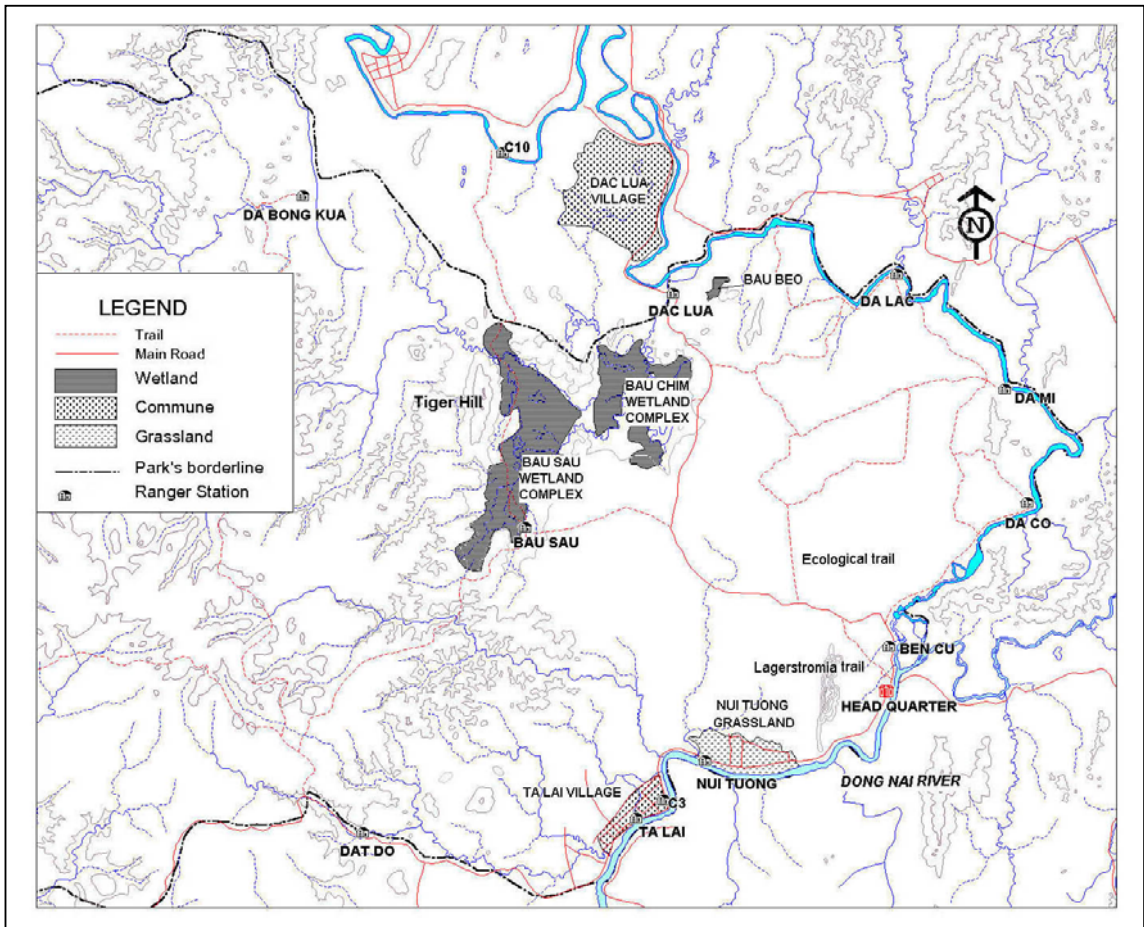 C10
DAC LUA
VILLAGE
DA BONG KUA
N
BAU BEO
DA LAC
DAC LUA
LEGEND
Trail
Main Road
Wetland
Commune
Grassland
Park's borderline
Ranger Station
Tiger Hill
BAU CHIM
WETLAND
COMPLEX
DA MI
BAU SAU
WETLAND
COMPLEX
BAU SAU
DA CO
Ecological trail
BEN CU
Lagerstromia trail
HEAD QUARTER
NUI TUONG
GRASSLAND
NUI TUONG
DONG NAI RIVER
TA LAI VILLAGE
C3
TA LAI
DAT DO